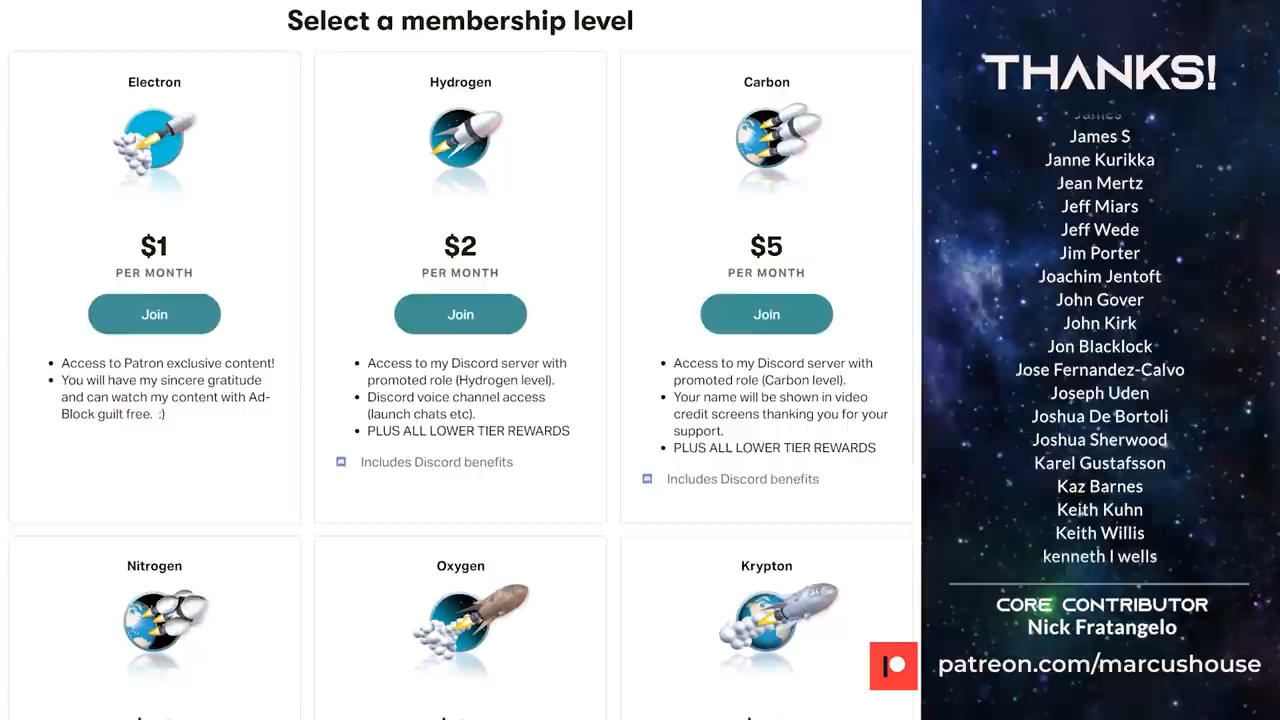 Select a membership level
Electron
$1
PER MONTH
Join
• Access to Patron exclusive content!
• You will have my sincere gratitude
and can watch my content with Ad-
Block guilt free. :)
Hydrogen
$2
PER MONTH
Join
• Access to my Discord server with
promoted role (Hydrogen level).
• Discord voice channel access
(launch chats etc).
• PLUS ALL LOWER TIER REWARDS
Includes Discord benefits
Carbon
$5
PER MONTH
Join
• Access to my Discord server with
promoted role (Carbon level).
• Your name will be shown in video
credit screens thanking you for your
support.
• PLUS ALL LOWER TIER REWARDS
Includes Discord benefits
Nitrogen
Oxygen
Krypton
THANKS!
James
James S
Janne Kurikka
Jean Mertz
Jeff Miars
Jeff Wede
Jim Porter
Joachim Jentoft
John Gover
John Kirk
Jon Blacklock
Jose Fernandez-Calvo
Joseph Uden
Joshua De Bortoli
Joshua Sherwood
Karel Gustafsson
Kaz Barnes
Keith Kuhn
Keith Willis
kenneth l wells
CORE CONTRIBUTOR
Nick Fratangelo
patreon.com/marcushouse